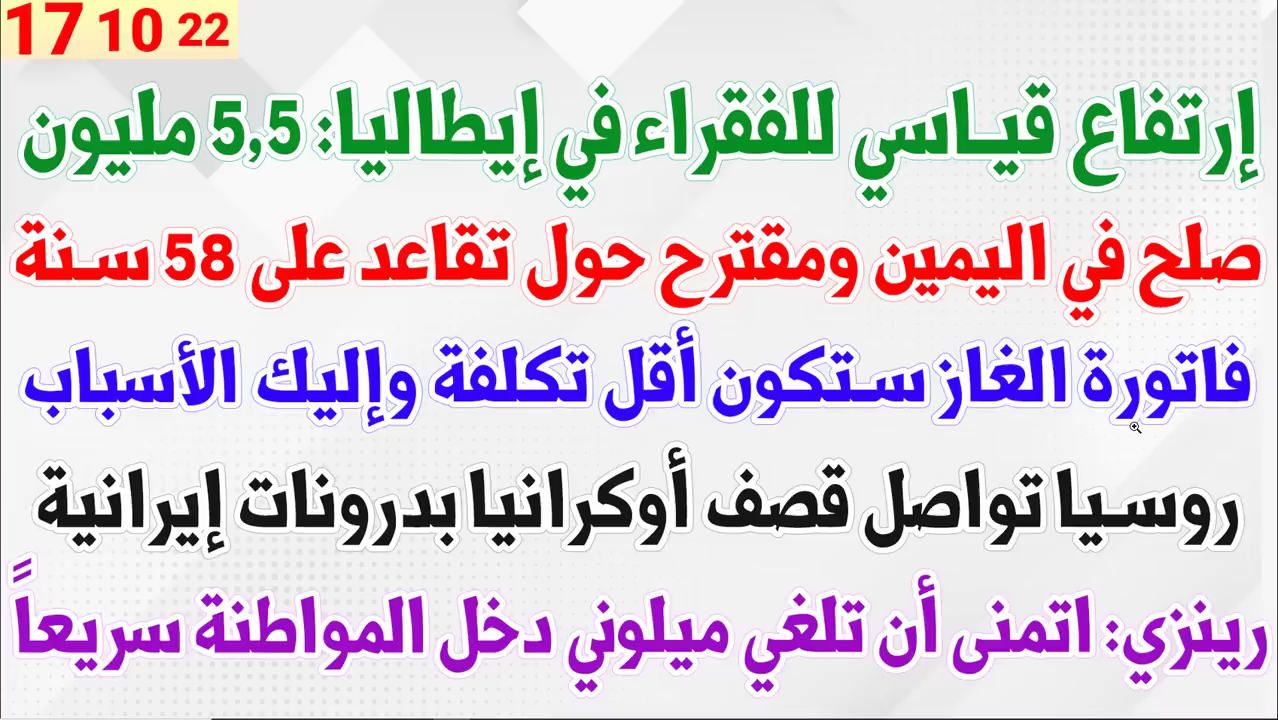 17 10 22
إرتفاع قياسي للفقراء في إيطاليا: 5,5 مليون
صلح في اليمين ومقترح حول تقاعد على 58 سنة
فاتورة الغاز ستكون أقل تكلفة وإليك الأسباب
روسيا تواصل قصف أوكرانيا بدرونات إيرانية
رينزي: اتمنى أن تلغي ميلوني دخل المواطنة سريعاً